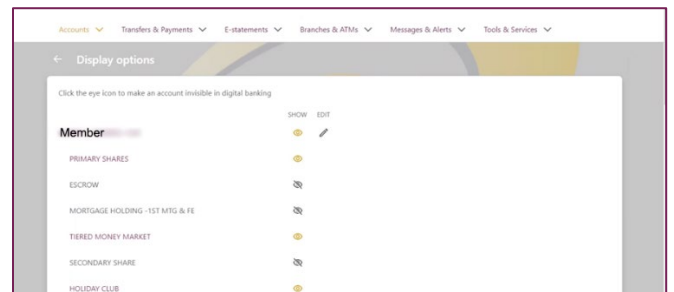 Accounts Transfers & Payments E-statements Branches & ATMs Messages & Alerts Tools & Services
Display options
Click the eye icon to make an account invisible in digital banking
SHOW EDIT
Member
PRIMARY SHARES
ESCROW
MORTGAGE HOLDING -1ST MTG & FE
TIERED MONEY MARKET
SECONDARY SHARE
HOLIDAY CLUB